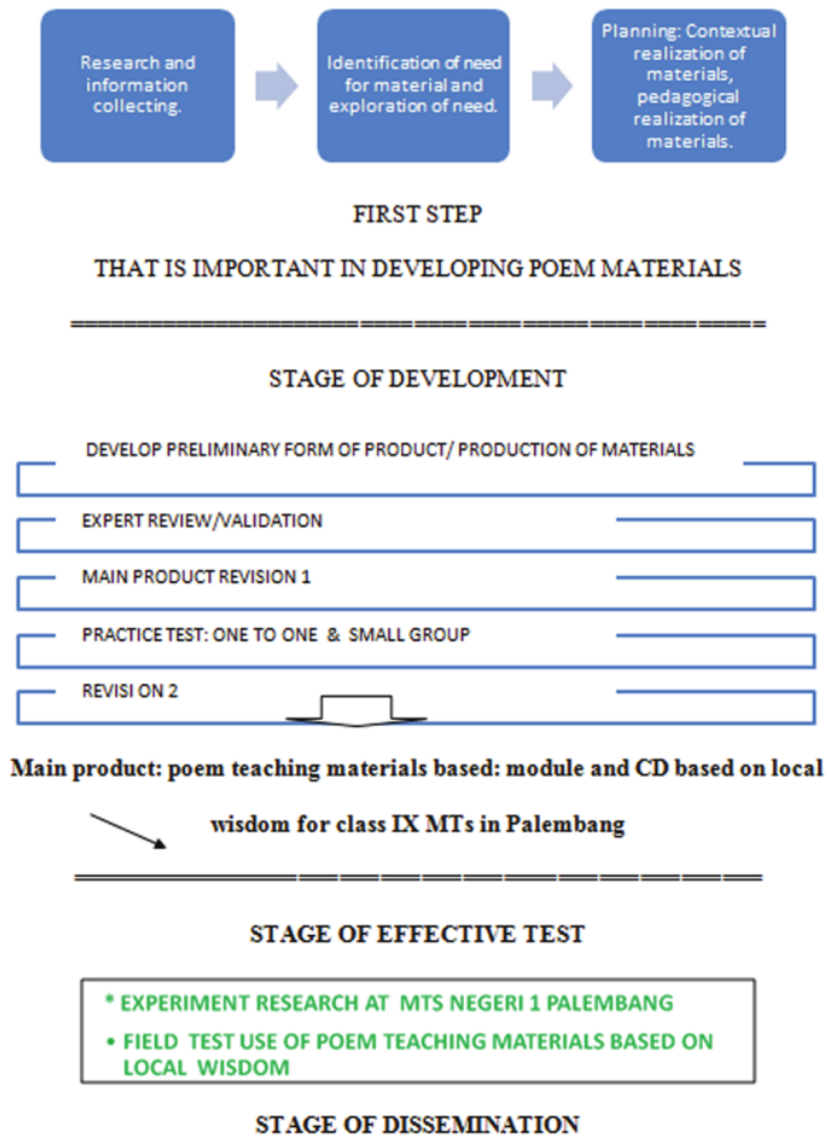 Research and
information
collecting.
Identification of need
for material and
exploration of need.
Planning: Contextual
realization of
materials,
pedagogical
realization of
materials.
FIRST STEP
THAT IS IMPORTANT IN DEVELOPING POEM MATERIALS
STAGE OF DEVELOPMENT
DEVELOP PRELIMINARY FORM OF PRODUCT/ PRODUCTION OF MATERIALS
EXPERT REVIEW/VALIDATION
MAIN PRODUCT REVISION 1
PRACTICE TEST: ONE TO ONE & SMALL GROUP
REVISI ON 2
Main product: poem teaching materials based: module and CD based on local
wisdom for class IX MTs in Palembang
STAGE OF EFFECTIVE TEST
* EXPERIMENT RESEARCH AT MTS NEGERI 1 PALEMBANG
• FIELD TEST USE OF POEM TEACHING MATERIALS BASED ON
LOCAL WISDOM
STAGE OF DISSEMINATION